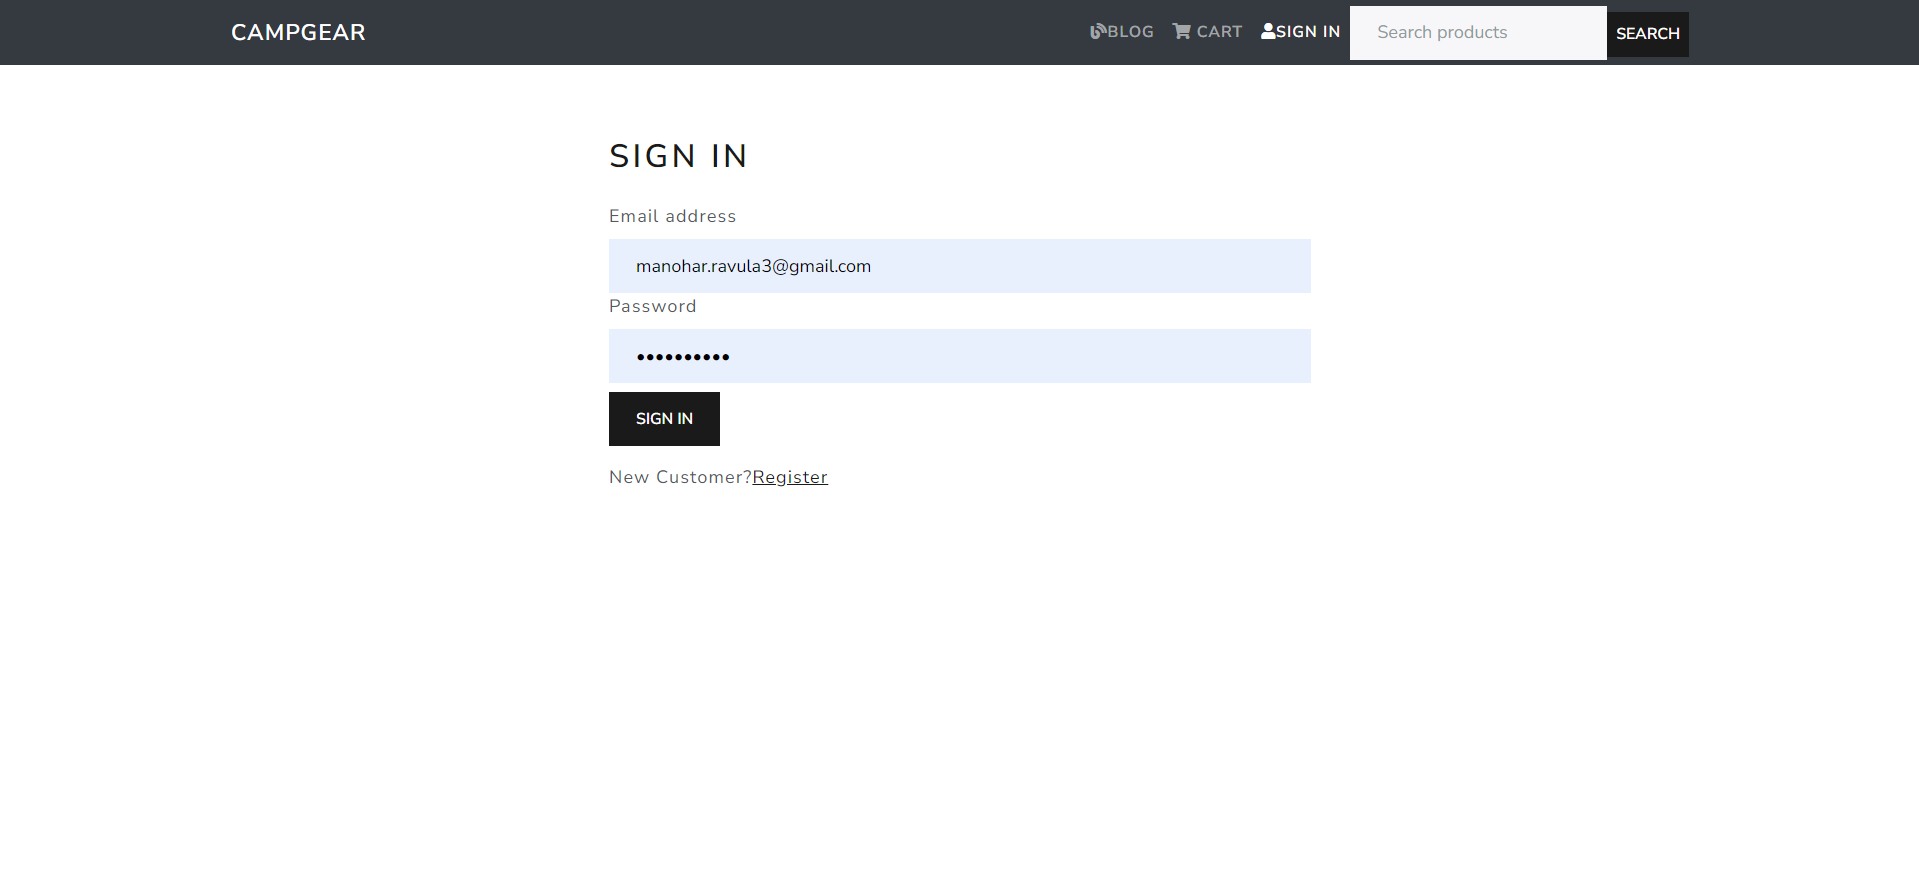 CAMPGEAR BLOG CART SIGN IN Search products SEARCH
SIGN IN
Email address
manohar.ravula3@gmail.com
Password
••••••••••
SIGN IN
New Customer?Register